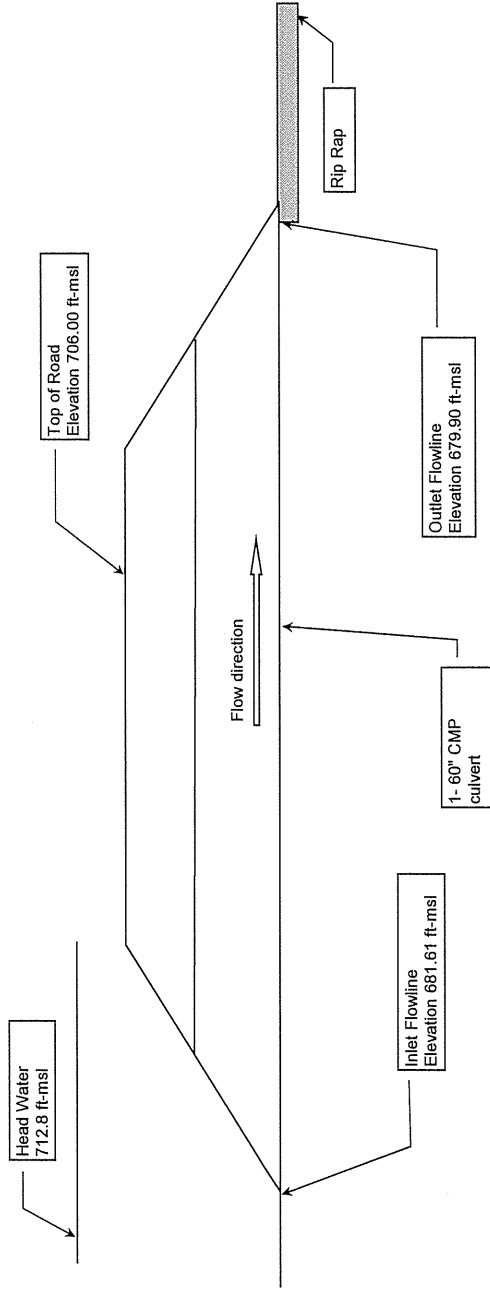 Head Water
712.8 ft-msl
Top of Road
Elevation 706.00 ft-msl
Flow direction
Rip Rap
Inlet Flowline
Elevation 681.61 ft-msl
1- 60" CMP
culvert
Outlet Flowline
Elevation 679.90 ft-msl